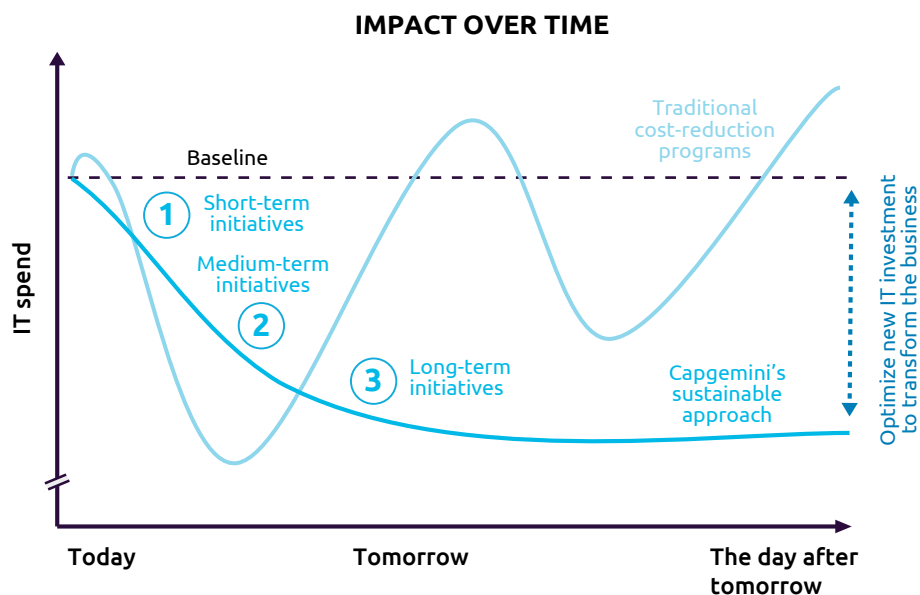 IMPACT OVER TIME
Traditional
cost-reduction
programs
Baseline
1
Short-term
initiatives
Medium-term
initiatives
2
3
Long-term
initiatives
Capgemini’s
sustainable
approach
Optimize new IT investment
to transform the business
IT spend
Today
Tomorrow
The day after
tomorrow